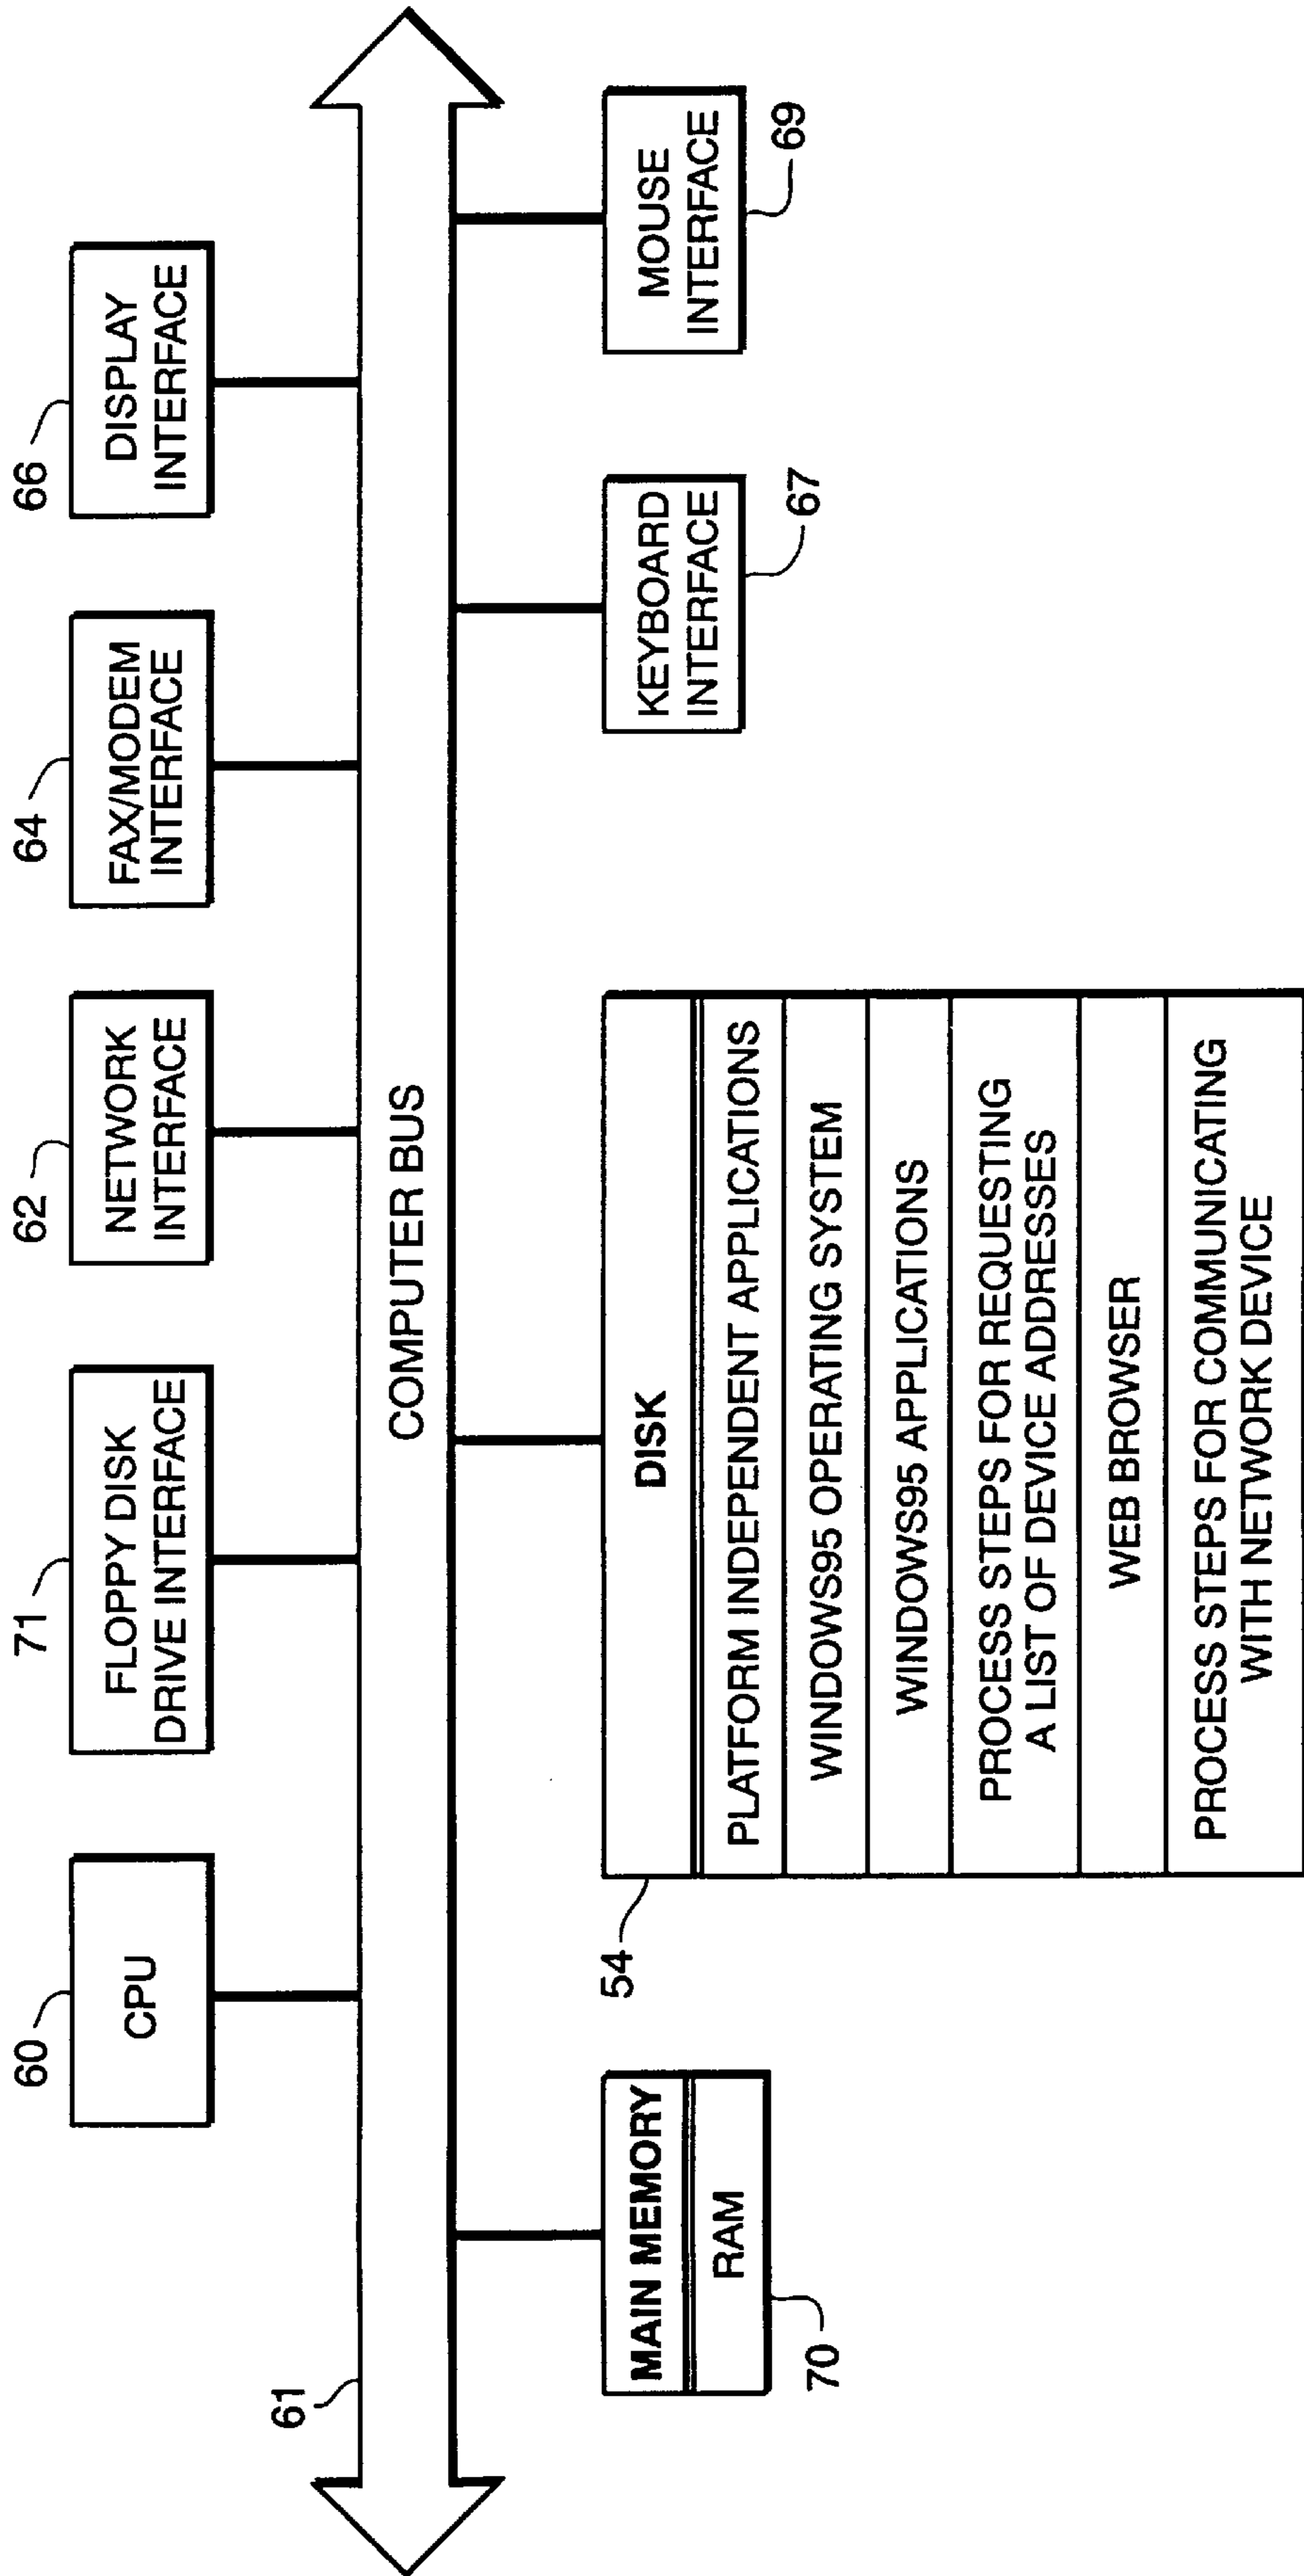 60
CPU
71
FLOPPY DISK
DRIVE INTERFACE
62
NETWORK
INTERFACE
64
FAX/MODEM
INTERFACE
66
DISPLAY
INTERFACE
61
COMPUTER BUS
MAIN MEMORY
RAM
70
54
DISK
PLATFORM INDEPENDENT APPLICATIONS
WINDOWS95 OPERATING SYSTEM
WINDOWS95 APPLICATIONS
PROCESS STEPS FOR REQUESTING
A LIST OF DEVICE ADDRESSES
WEB BROWSER
PROCESS STEPS FOR COMMUNICATING
WITH NETWORK DEVICE
KEYBOARD
INTERFACE
67
MOUSE
INTERFACE
69